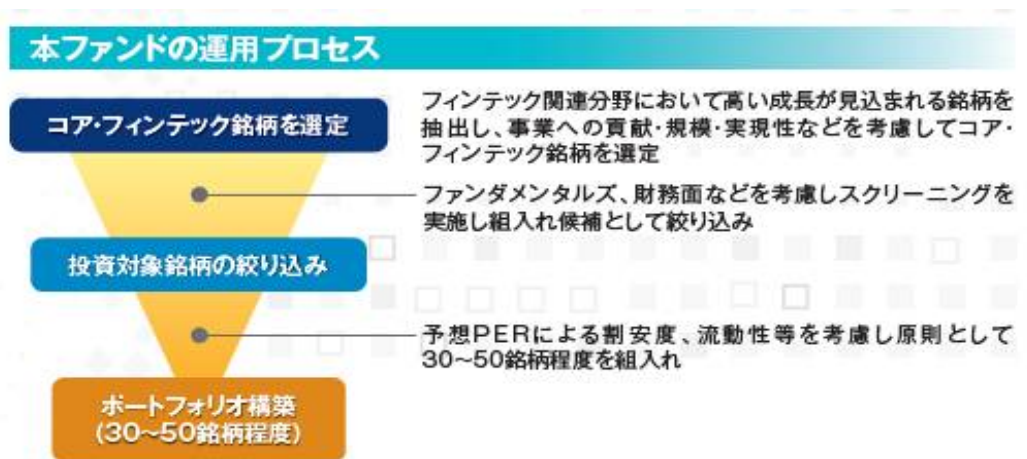 本ファンドの運用プロセス
コア・フィンテック銘柄を選定
フィンテック関連分野において高い成長が見込まれる銘柄を
抽出し、事業への貢献・規模・実現性などを考慮してコア・
フィンテック銘柄を選定
ファンダメンタルズ、財務面などを考慮しスクリーニングを
実施し組入れ候補として絞り込み
投資対象銘柄の絞り込み
予想PERによる割安度、流動性等を考慮し原則として
30～50銘柄程度を組入れ
ポートフォリオ構築
(30～50銘柄程度)